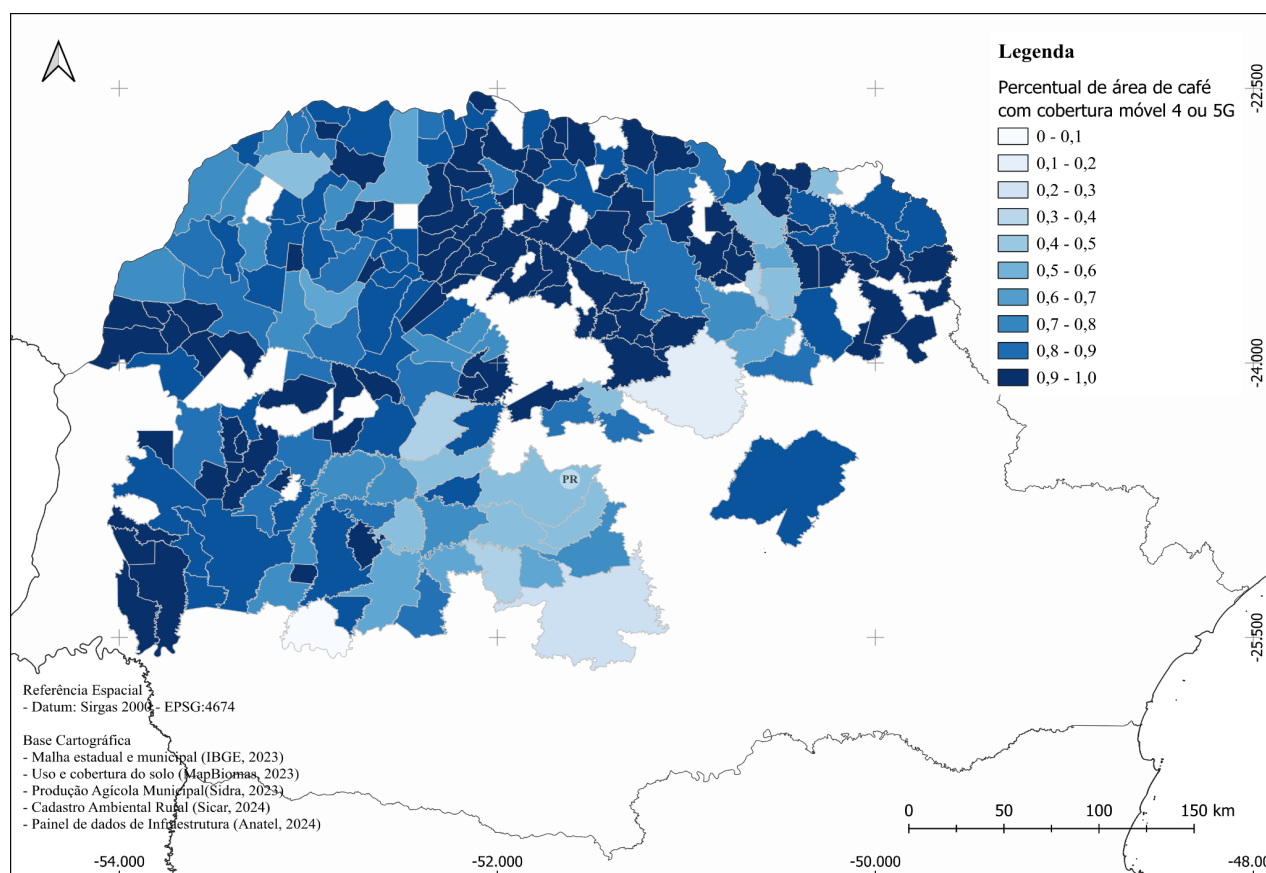 Legenda
Percentual de área de café
com cobertura móvel 4 ou 5G
0 - 0,1
0,1 - 0,2
0,2 - 0,3
0,3 - 0,4
0,4 - 0,5
0,5 - 0,6
0,6 - 0,7
0,7 - 0,8
0,8 - 0,9
0,9 - 1,0
-22.500
-24.000
-25.500
PR
Referência Espacial
- Datum: Sirgas 2000 - EPSG:4674
Base Cartográfica
- Malha estadual e municipal (IBGE, 2023)
- Uso e cobertura do solo (MapBiomas, 2023)
- Produção Agícola Municipal(Sidra, 2023)
- Cadastro Ambiental Rural (Sicar, 2024)
- Painel de dados de Infraestrutura (Anatel, 2024)
0 50 100 150 km
-54.000 -52.000 -50.000 -48.00